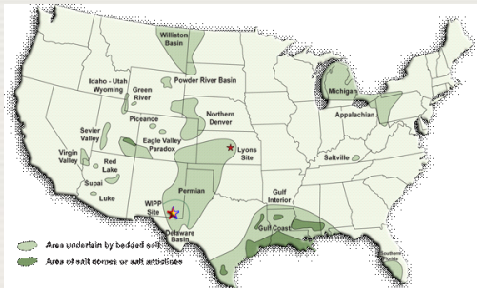 Williston
Basin
Icaho - Utah
Wyoming
Powder River Basin
Green
River
Michigan
Piceance
Northern
Denver
Appalachian
Sevier
Valley
Eagle Valley
Paradox
Lyons
Site
Virgin
Valley
Red
Lake
Saltville
Supai
Permian
Luke
Gulf
Interior
WIPP
Site
Gulf Coast
Delaware
Basin
Area underlain by bedded salt
Area of salt domes or salt anticlines